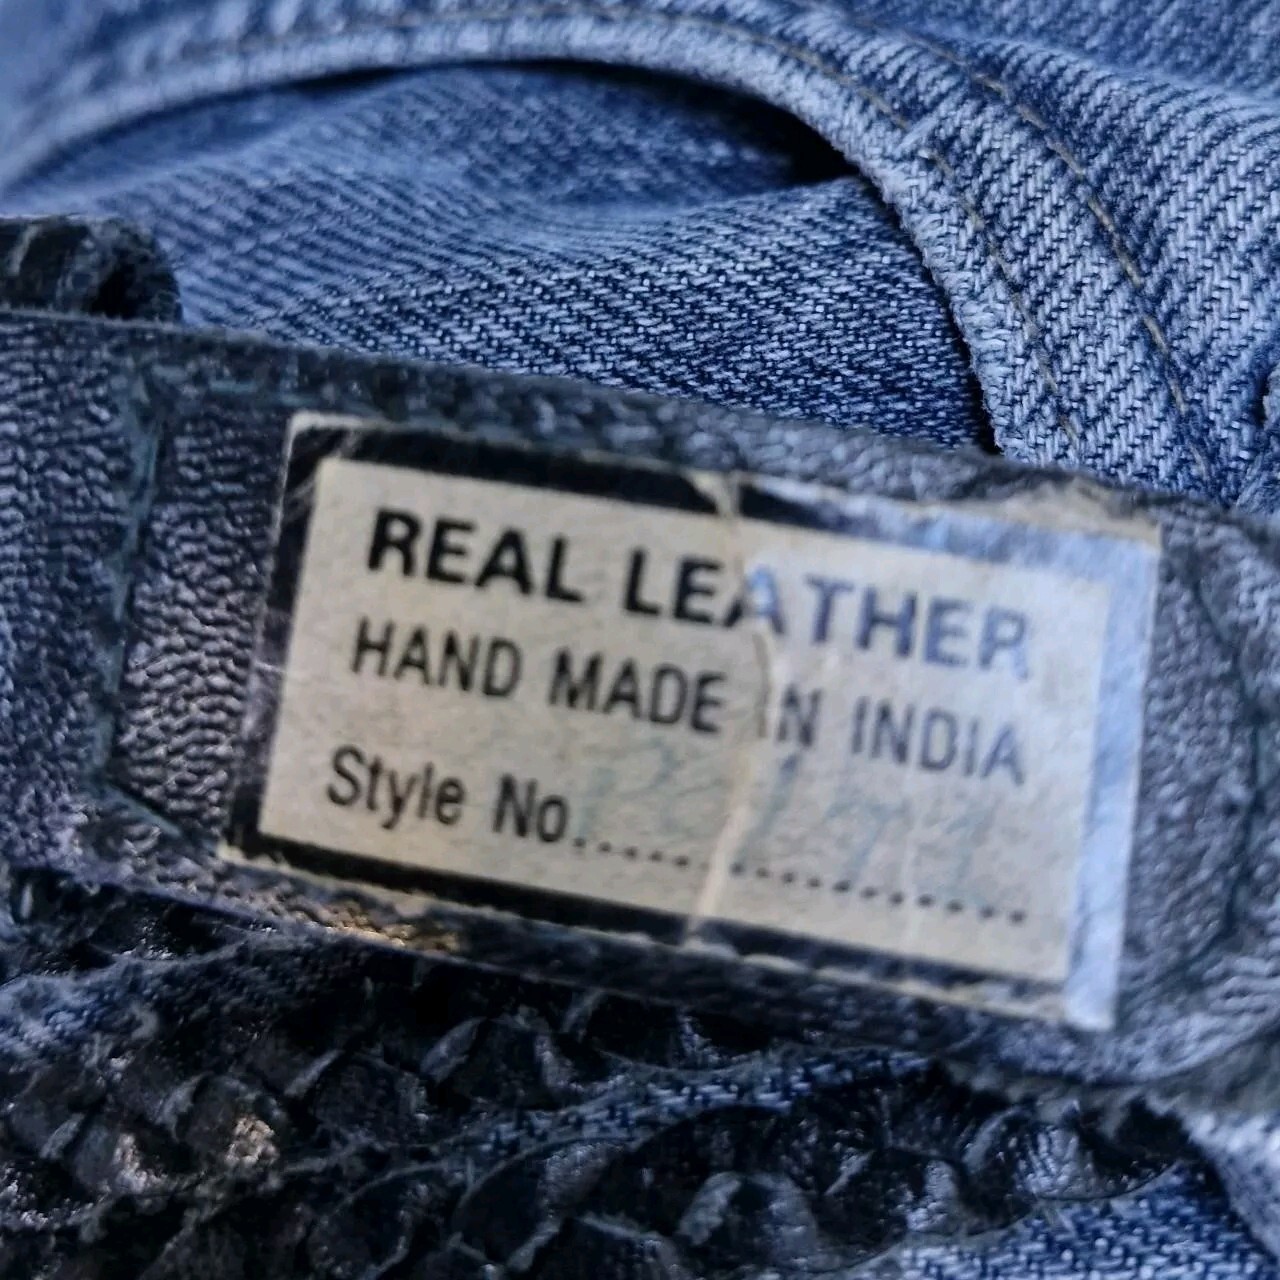 REAL LEATHER
HAND MADE IN INDIA
Style No....................